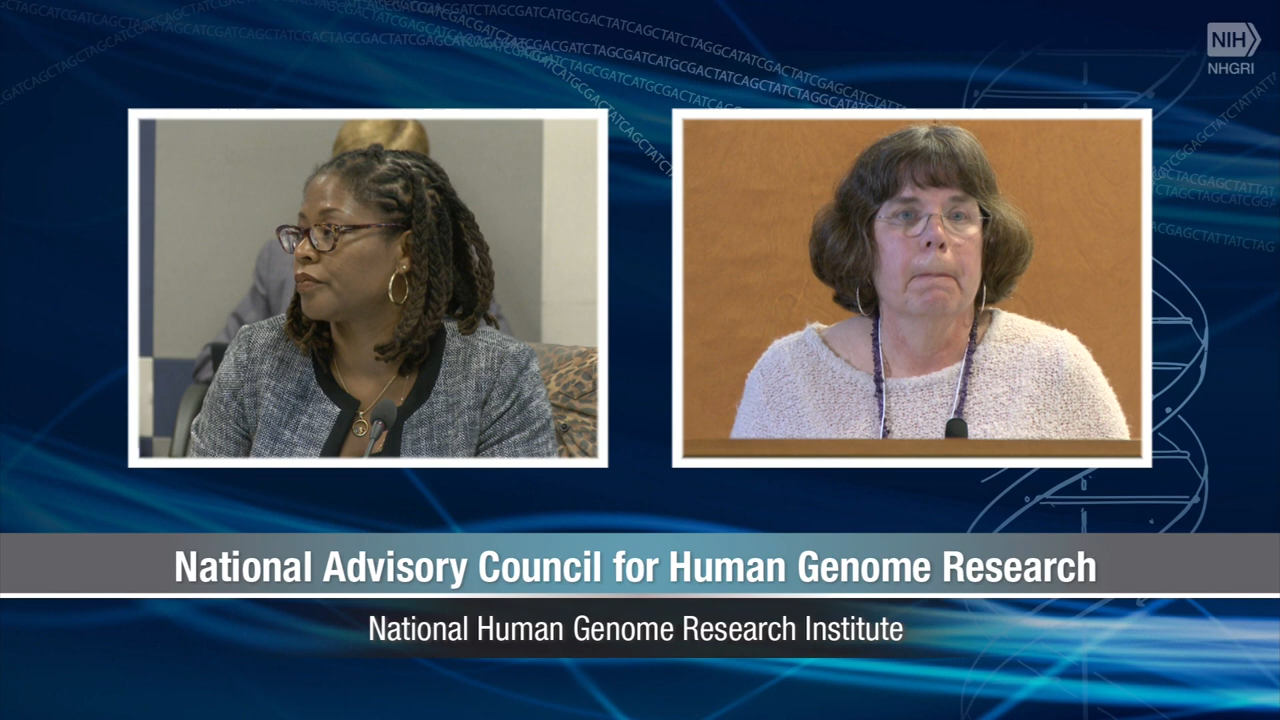 NIH
NHGRI
National Advisory Council for Human Genome Research
National Human Genome Research Institute